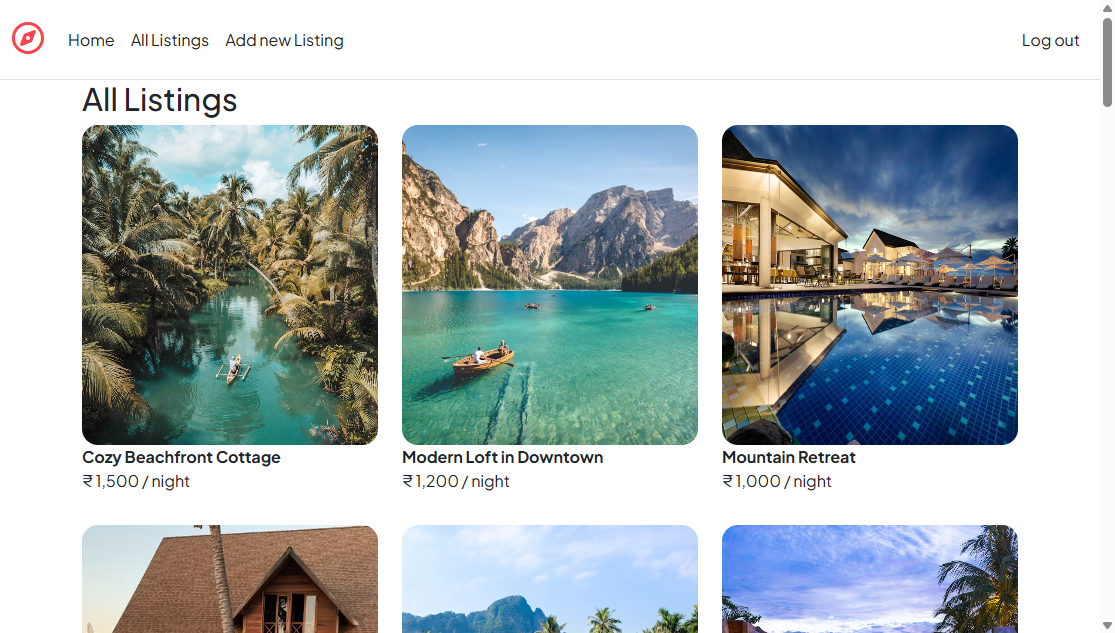 Home All Listings Add new Listing Log out
All Listings
Cozy Beachfront Cottage
₹ 1,500 / night
Modern Loft in Downtown
₹ 1,200 / night
Mountain Retreat
₹ 1,000 / night